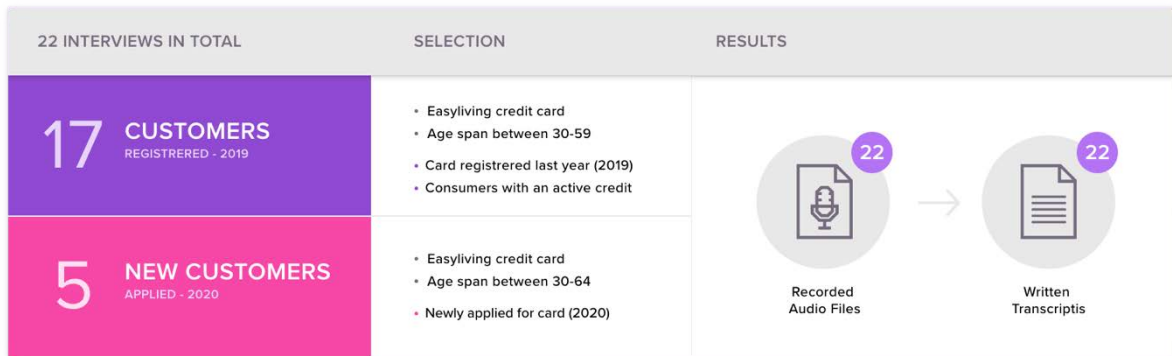 22 INTERVIEWS IN TOTAL
SELECTION
RESULTS
17
CUSTOMERS
REGISTRERED - 2019
• Easyliving credit card
• Age span between 30-59
• Card registrered last year (2019)
• Consumers with an active credit
5
NEW CUSTOMERS
APPLIED - 2020
• Easyliving credit card
• Age span between 30-64
• Newly applied for card (2020)
22
22
Recorded
Audio Files
Written
Transcriptis